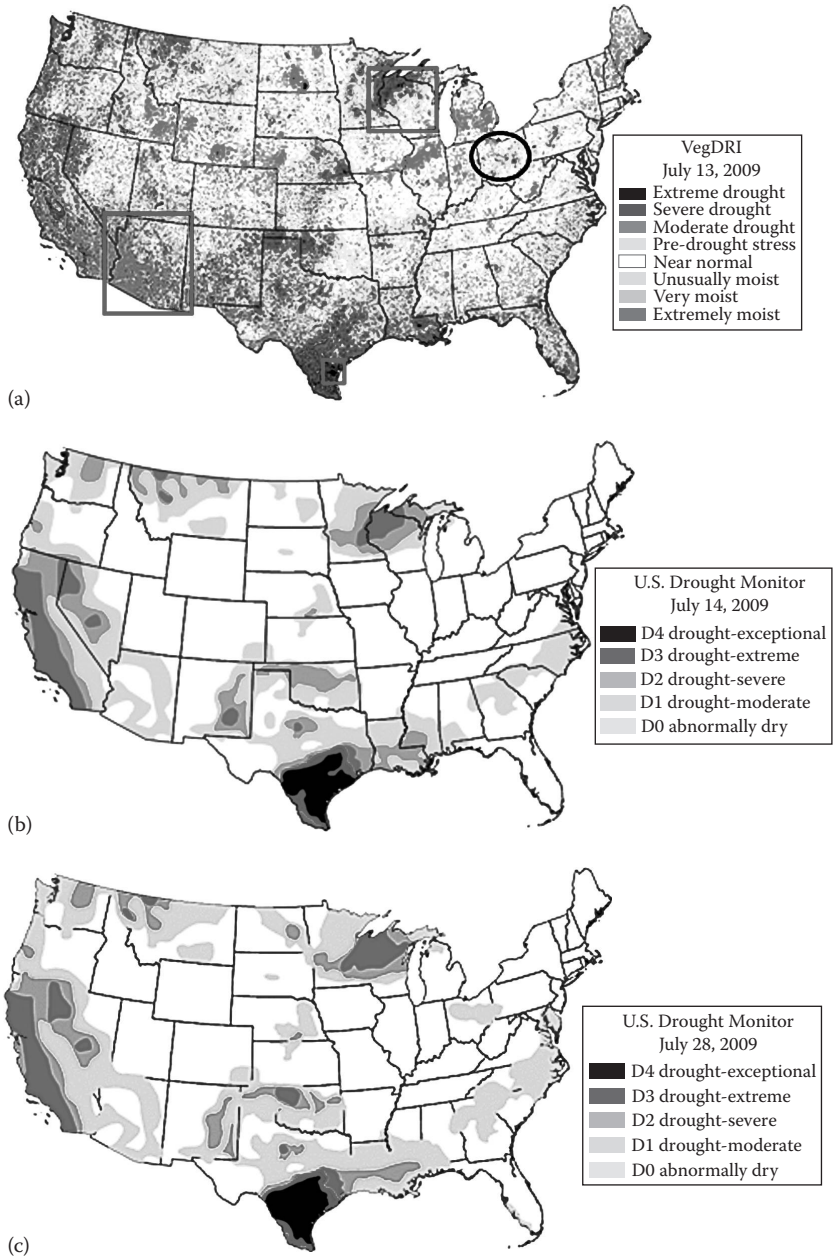 VegDRI
July 13, 2009
Extreme drought
Severe drought
Moderate drought
Pre-drought stress
Near normal
Unusually moist
Very moist
Extremely moist
(a)
U.S. Drought Monitor
July 14, 2009
D4 drought-exceptional
D3 drought-extreme
D2 drought-severe
D1 drought-moderate
D0 abnormally dry
(b)
U.S. Drought Monitor
July 28, 2009
D4 drought-exceptional
D3 drought-extreme
D2 drought-severe
D1 drought-moderate
D0 abnormally dry
(c)